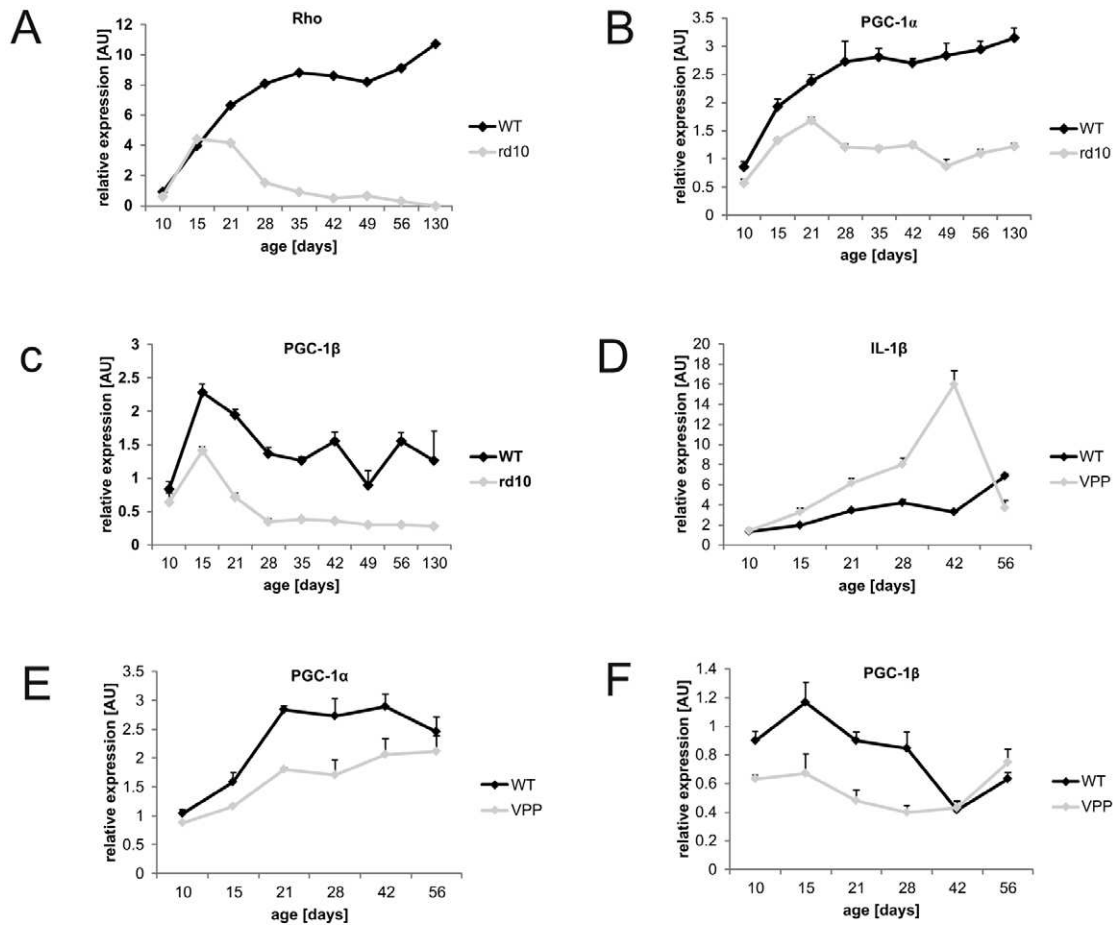 A
Rho
relative expression [AU]
12
10
8
6
4
2
0
10 15 21 28 35 42 49 56 130
age [days]
WT
rd10
B
PGC-1α
relative expression [AU]
3.5
3
2.5
2
1.5
1
0.5
0
10 15 21 28 35 42 49 56 130
age [days]
WT
rd10
c
PGC-1β
relative expression [AU]
3
2.5
2
1.5
1
0.5
0
10 15 21 28 35 42 49 56 130
age [days]
WT
rd10
D
IL-1β
relative expression [AU]
20
18
16
14
12
10
8
6
4
2
0
10 15 21 28 42 56
age [days]
WT
VPP
E
PGC-1α
relative expression [AU]
3.5
3
2.5
2
1.5
1
0.5
0
10 15 21 28 42 56
age [days]
WT
VPP
F
PGC-1β
relative expression [AU]
1.4
1.2
1
0.8
0.6
0.4
0.2
0
10 15 21 28 42 56
age [days]
WT
VPP